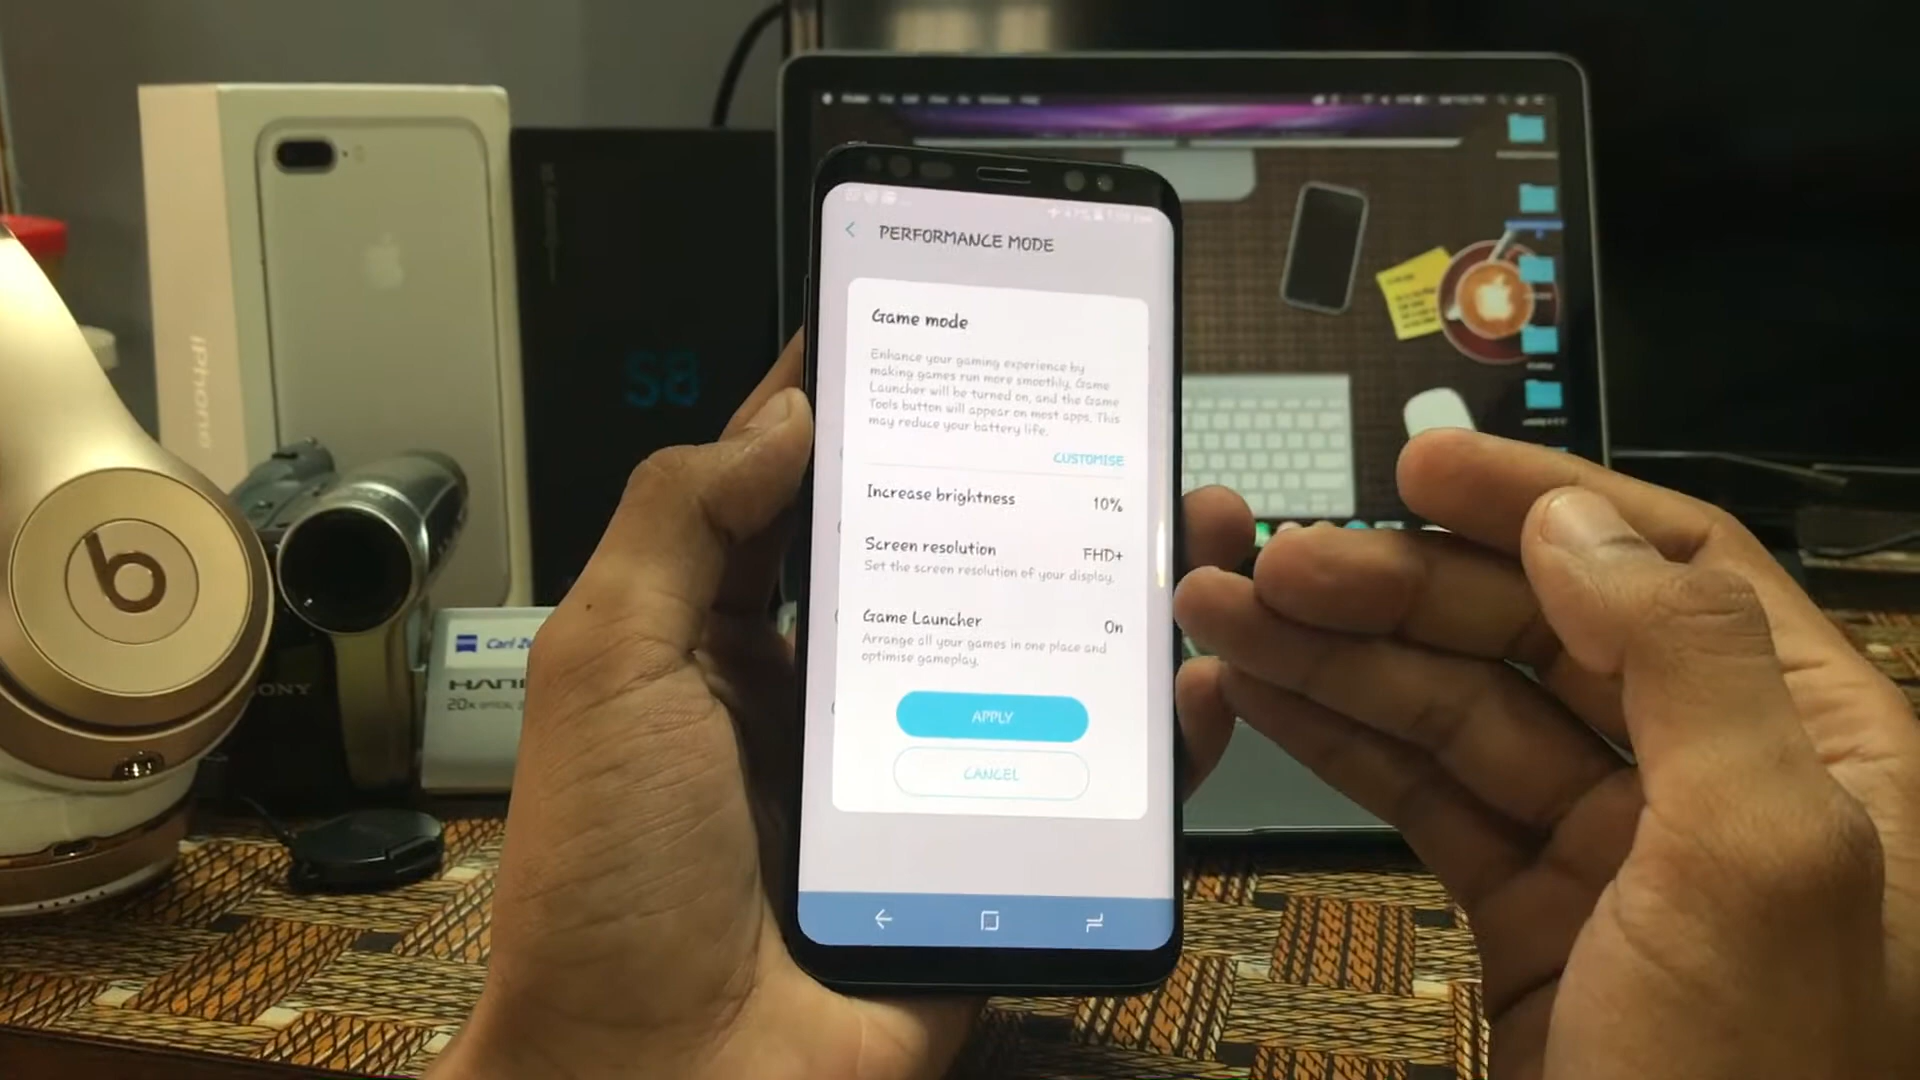 PERFORMANCE MODE
Game mode
Enhance your gaming experience by
making games run more smoothly. Game
Launcher will be turned on, and the Game
Tools button will appear on most apps. This
may reduce your battery life.
CUSTOMISE
Increase brightness 10%
Screen resolution FHD+
Set the screen resolution of your display.
Game Launcher On
Arrange all your games in one place and
optimise gameplay.
APPLY
CANCEL
iPhone
S8
b
SONY
Carl
20x